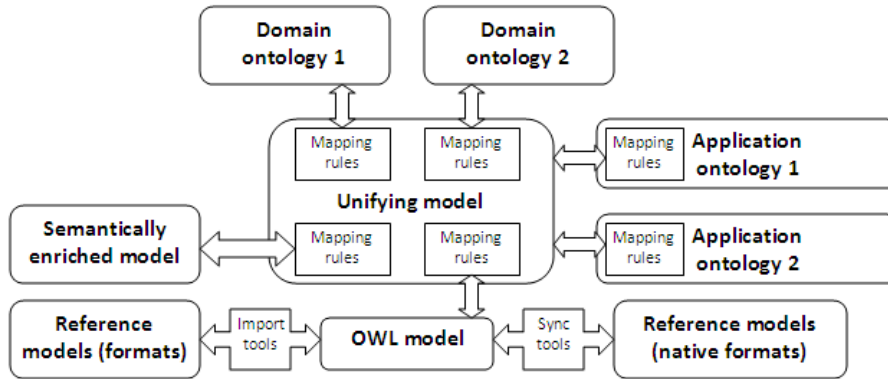 Domain
ontology 1
Domain
ontology 2
Mapping
rules
Mapping
rules
Mapping
rules
Application
ontology 1
Unifying model
Semantically
enriched model
Mapping
rules
Mapping
rules
Mapping
rules
Application
ontology 2
Reference
models (formats)
Import
tools
OWL model
Sync
tools
Reference models
(native formats)